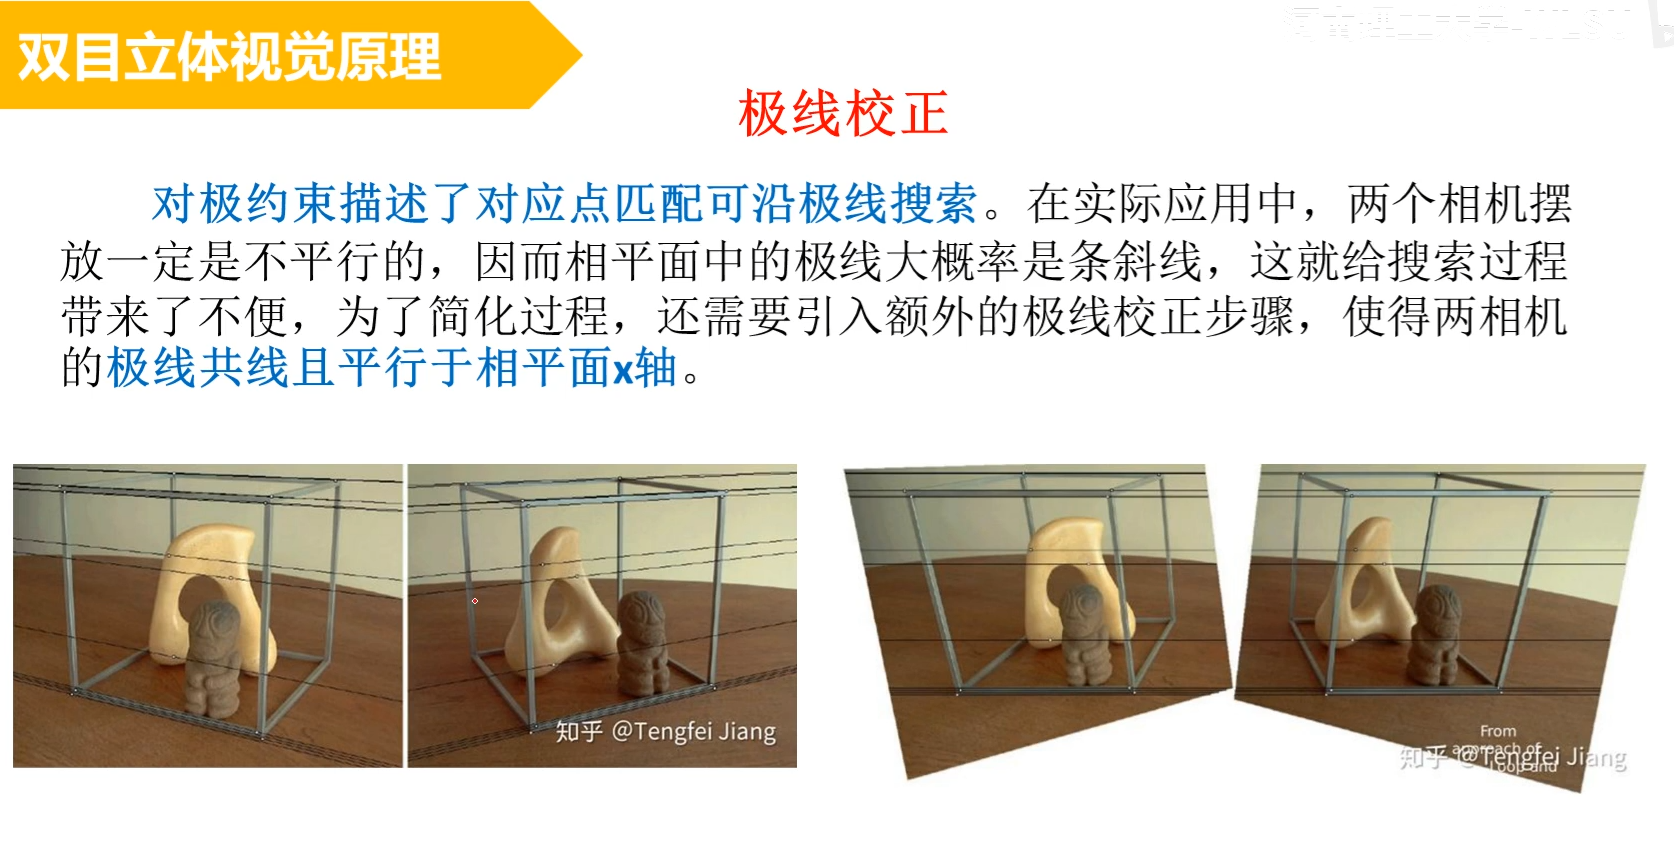 双目立体视觉原理
极线校正
对极约束描述了对应点匹配可沿极线搜索。在实际应用中，两个相机摆
放一定是不平行的，因而相平面中的极线大概率是条斜线，这就给搜索过程
带来了不便，为了简化过程，还需要引入额外的极线校正步骤，使得两相机
的极线共线且平行于相平面x轴。
知乎 @Tengfei Jiang
From
approach of
Loop and
知乎 @Tengfei Jiang